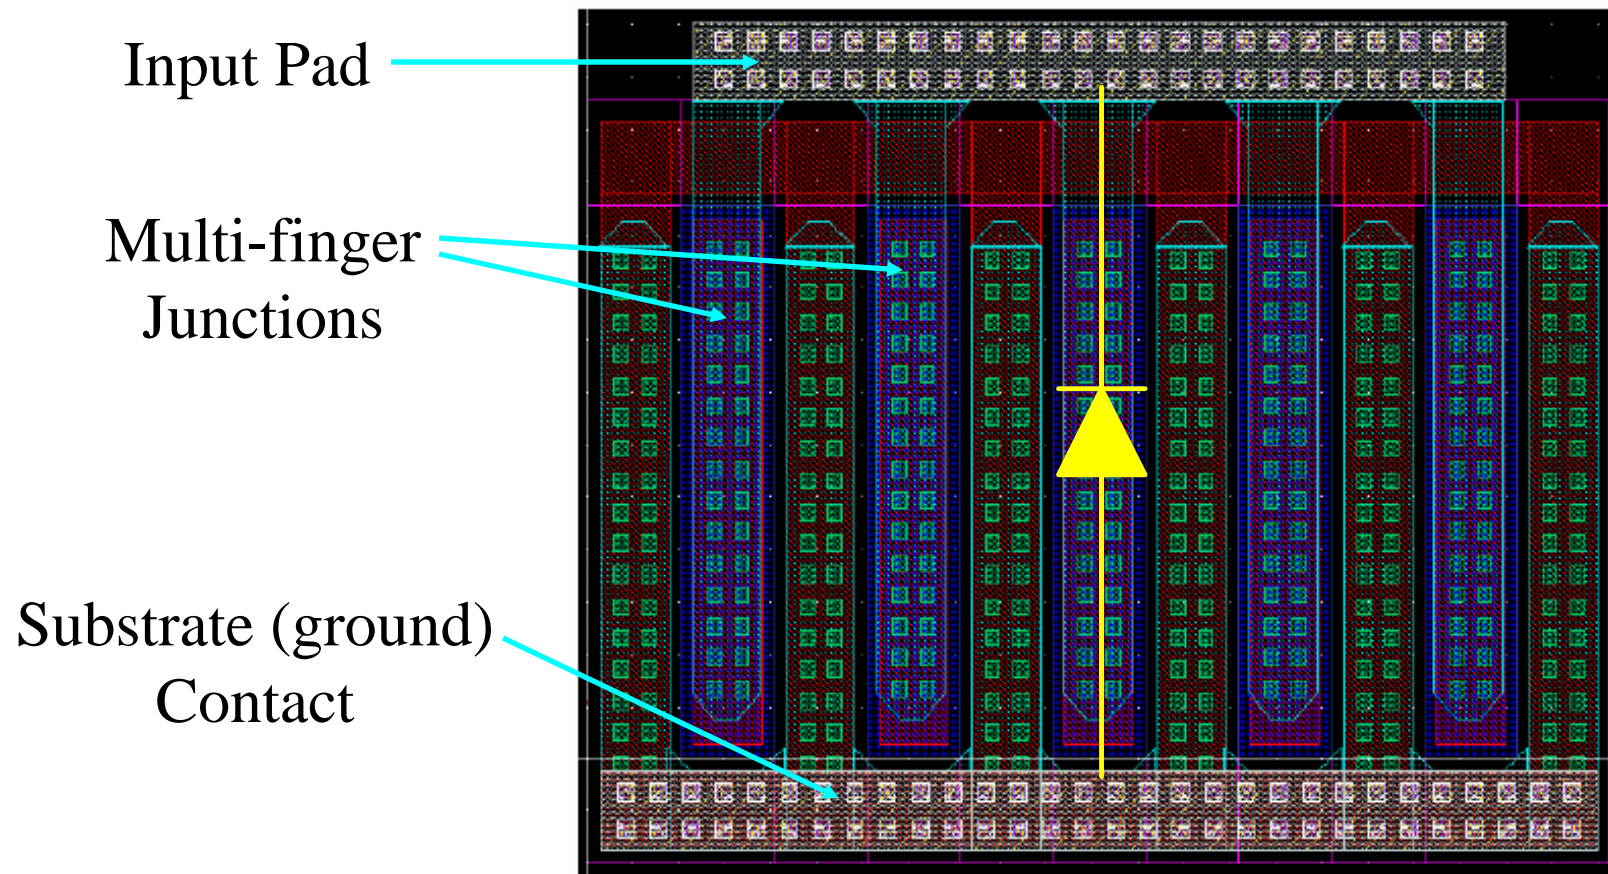 Input Pad
Multi-finger
Junctions
Substrate (ground)
Contact